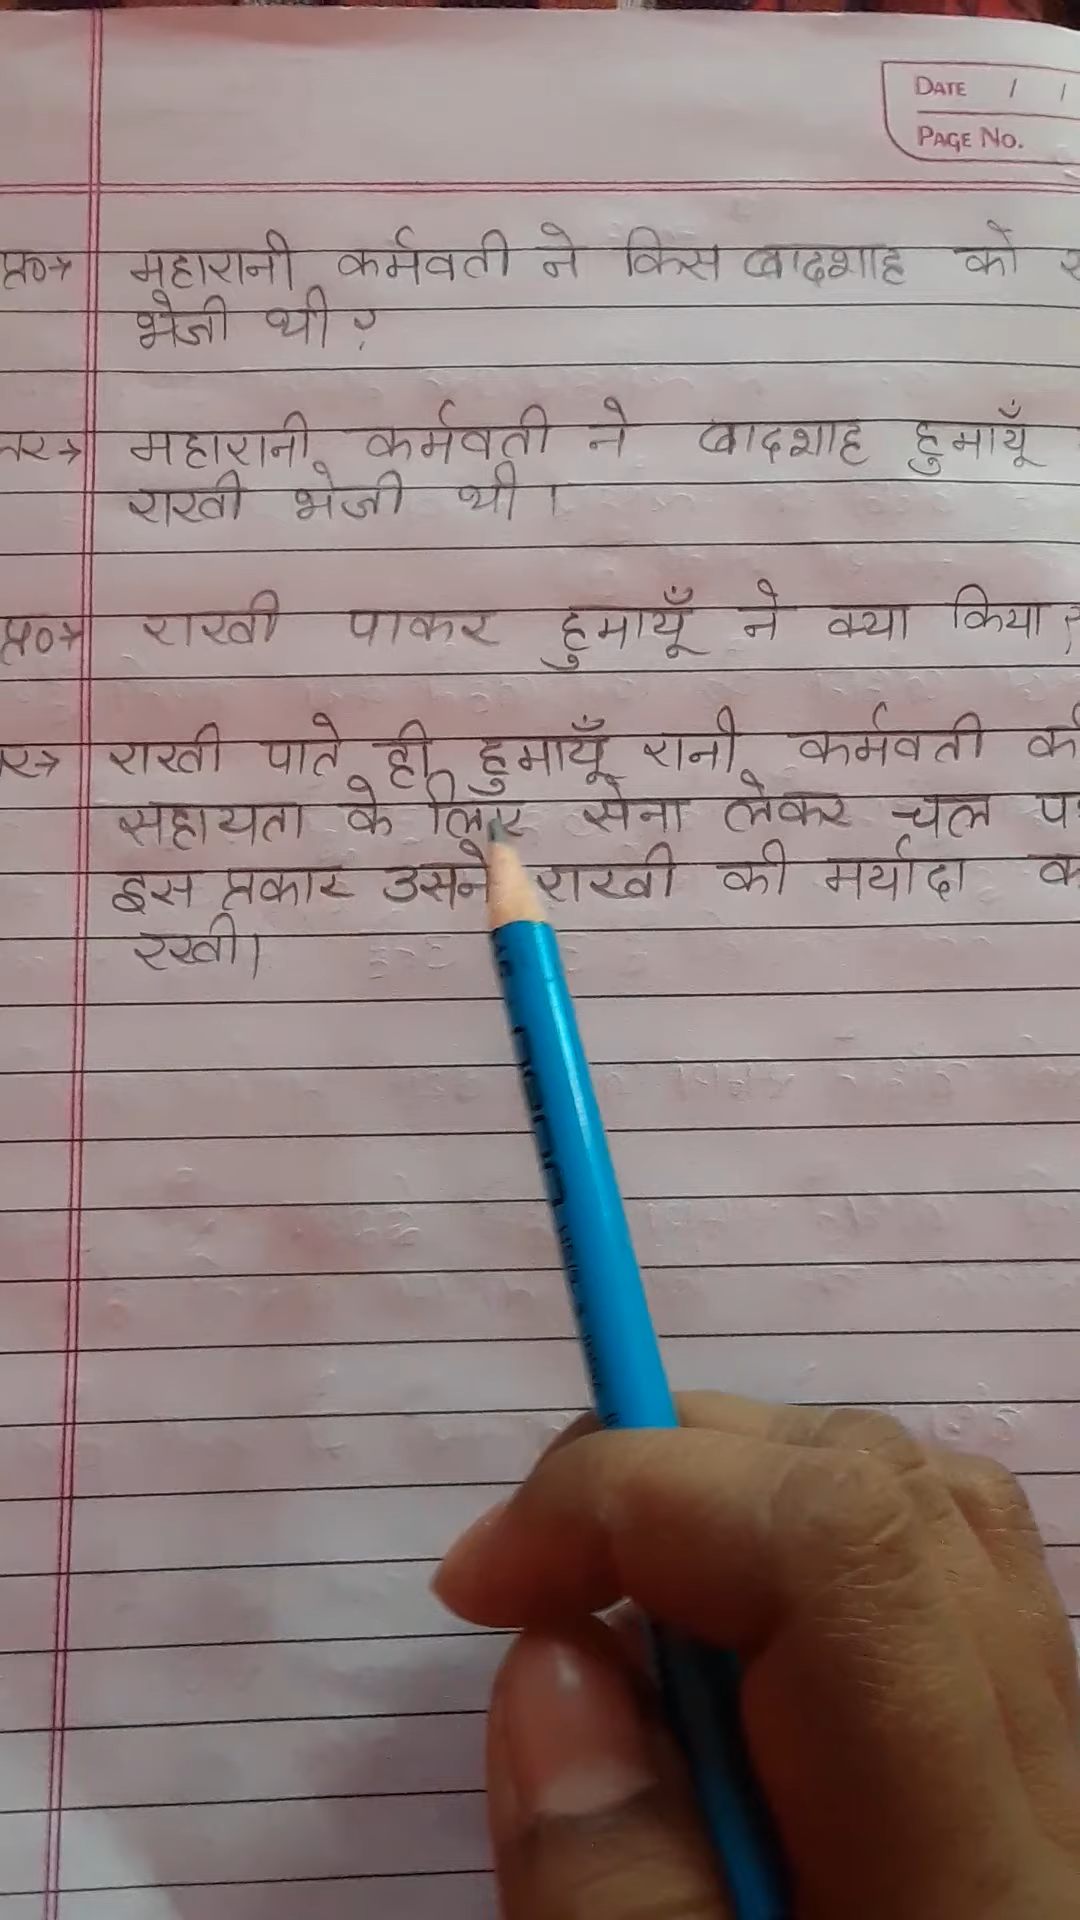 DATE / /
PAGE No.
प्र०→ महारानी कर्मवती ने किस बादशाह को
भेजी थी?
→ महारानी कर्मवती ने बादशाह हुमायूँ
राखी भेजी थी।
प्र०→ राखी पाकर हुमायूँ ने क्या किया?
→ राखी पाते ही हुमायूँ रानी कर्मवती की
सहायता के लिए सेना लेकर चल
इस प्रकार उसने राखी की मर्यादा
रखी।